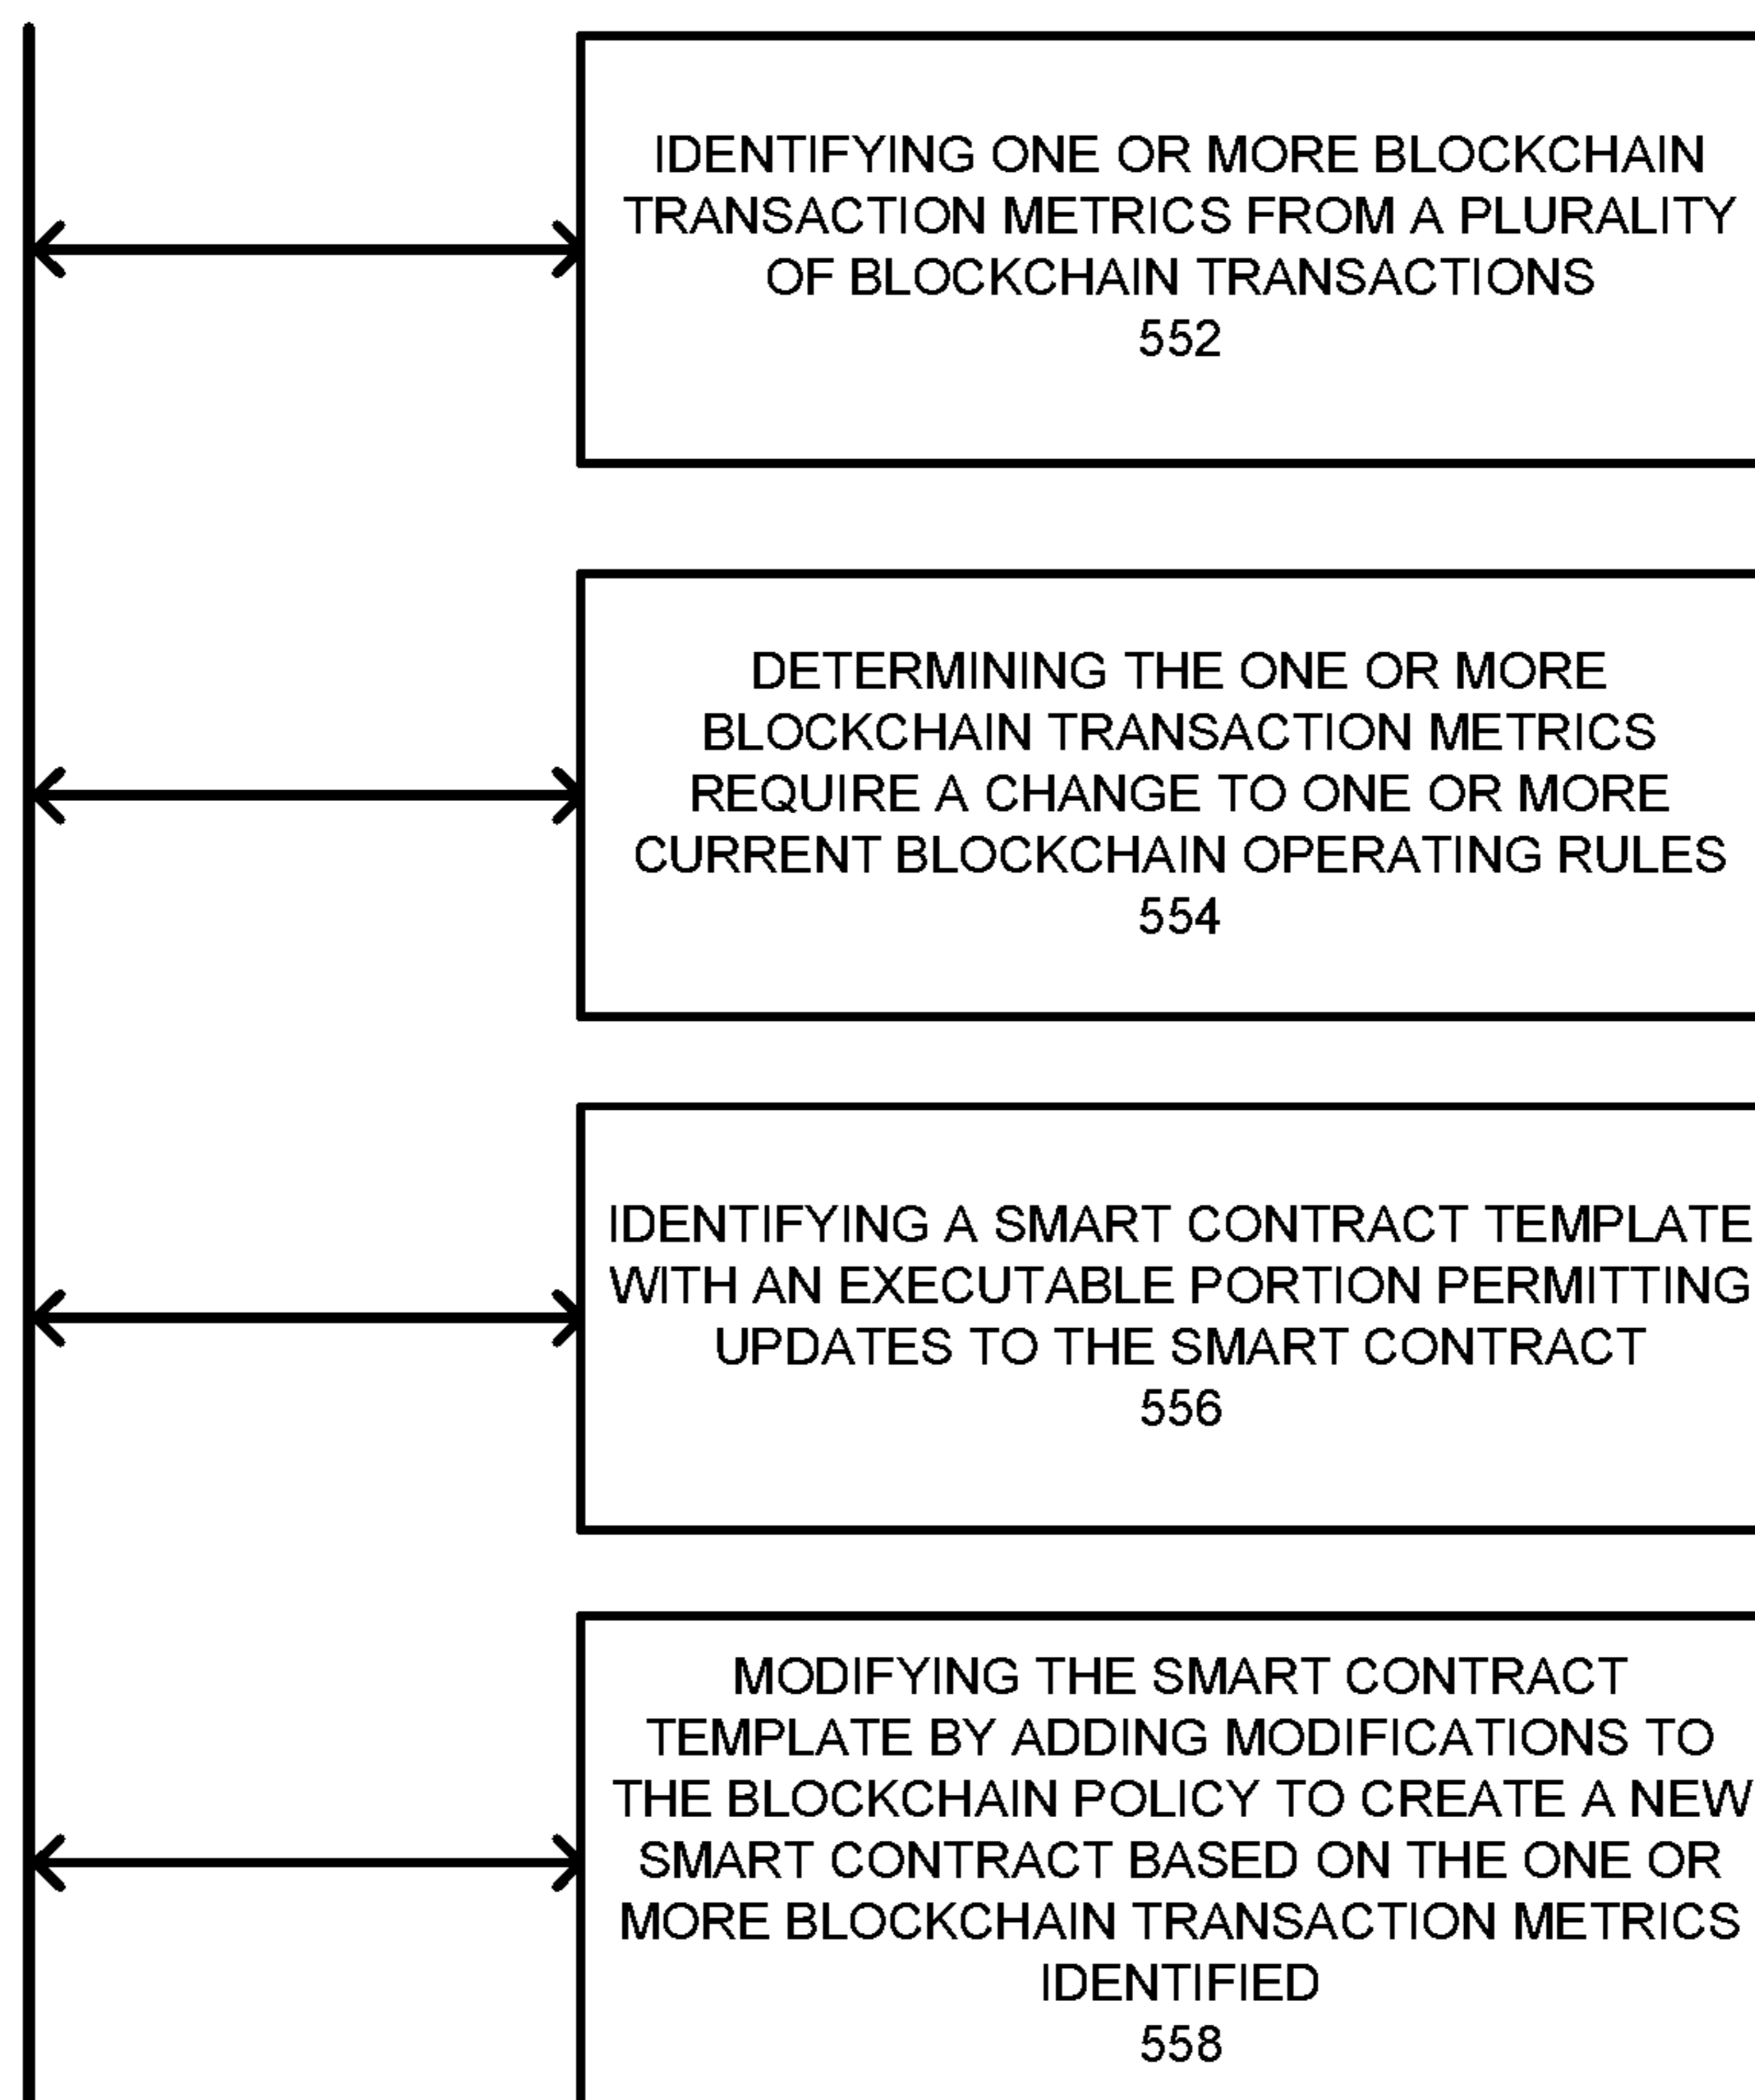 IDENTIFYING ONE OR MORE BLOCKCHAIN
TRANSACTION METRICS FROM A PLURALITY
OF BLOCKCHAIN TRANSACTIONS
552
DETERMINING THE ONE OR MORE
BLOCKCHAIN TRANSACTION METRICS
REQUIRE A CHANGE TO ONE OR MORE
CURRENT BLOCKCHAIN OPERATING RULES
554
IDENTIFYING A SMART CONTRACT TEMPLATE
WITH AN EXECUTABLE PORTION PERMITTING
UPDATES TO THE SMART CONTRACT
556
MODIFYING THE SMART CONTRACT
TEMPLATE BY ADDING MODIFICATIONS TO
THE BLOCKCHAIN POLICY TO CREATE A NEW
SMART CONTRACT BASED ON THE ONE OR
MORE BLOCKCHAIN TRANSACTION METRICS
IDENTIFIED
558